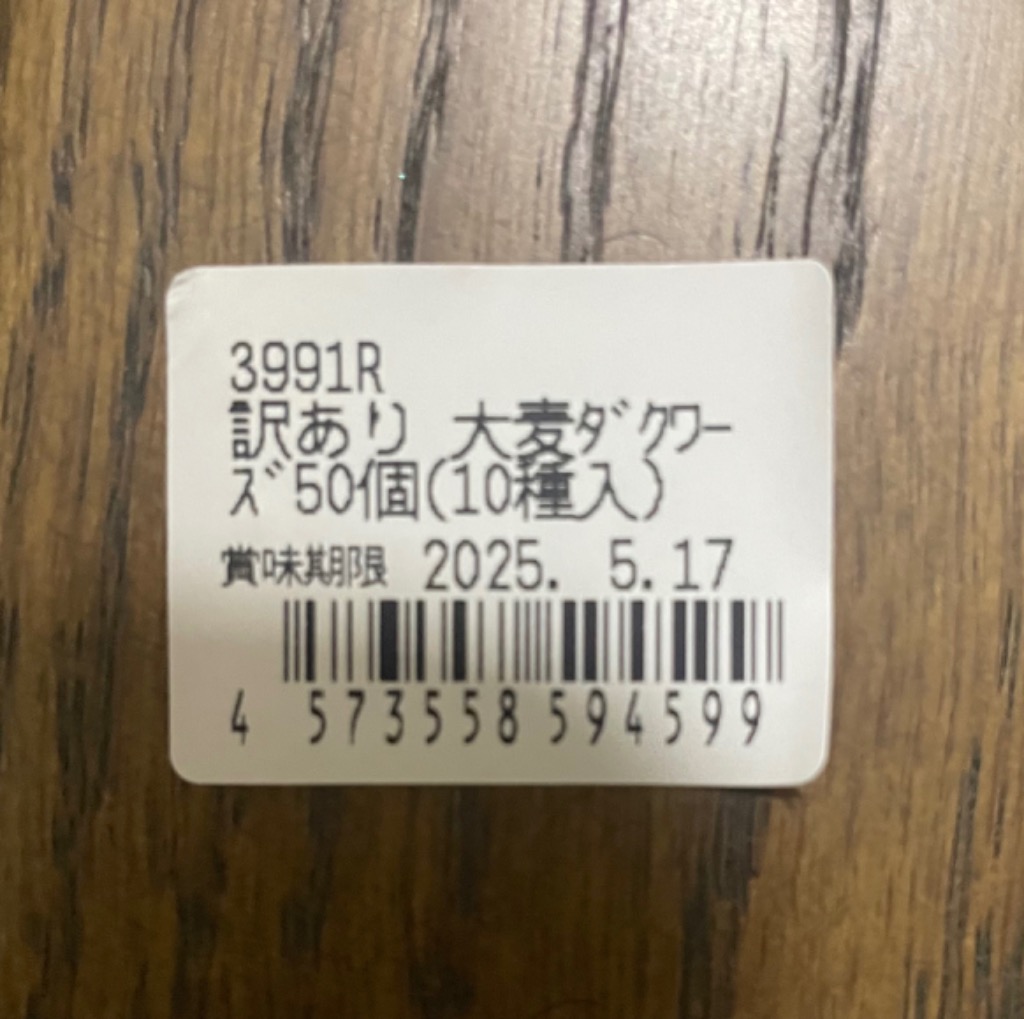 3991R
訳あり 大麦ﾀﾞｸﾜｰ
ｽﾞ50個(10種入)
賞味期限 2025. 5.17
4 573558 594599